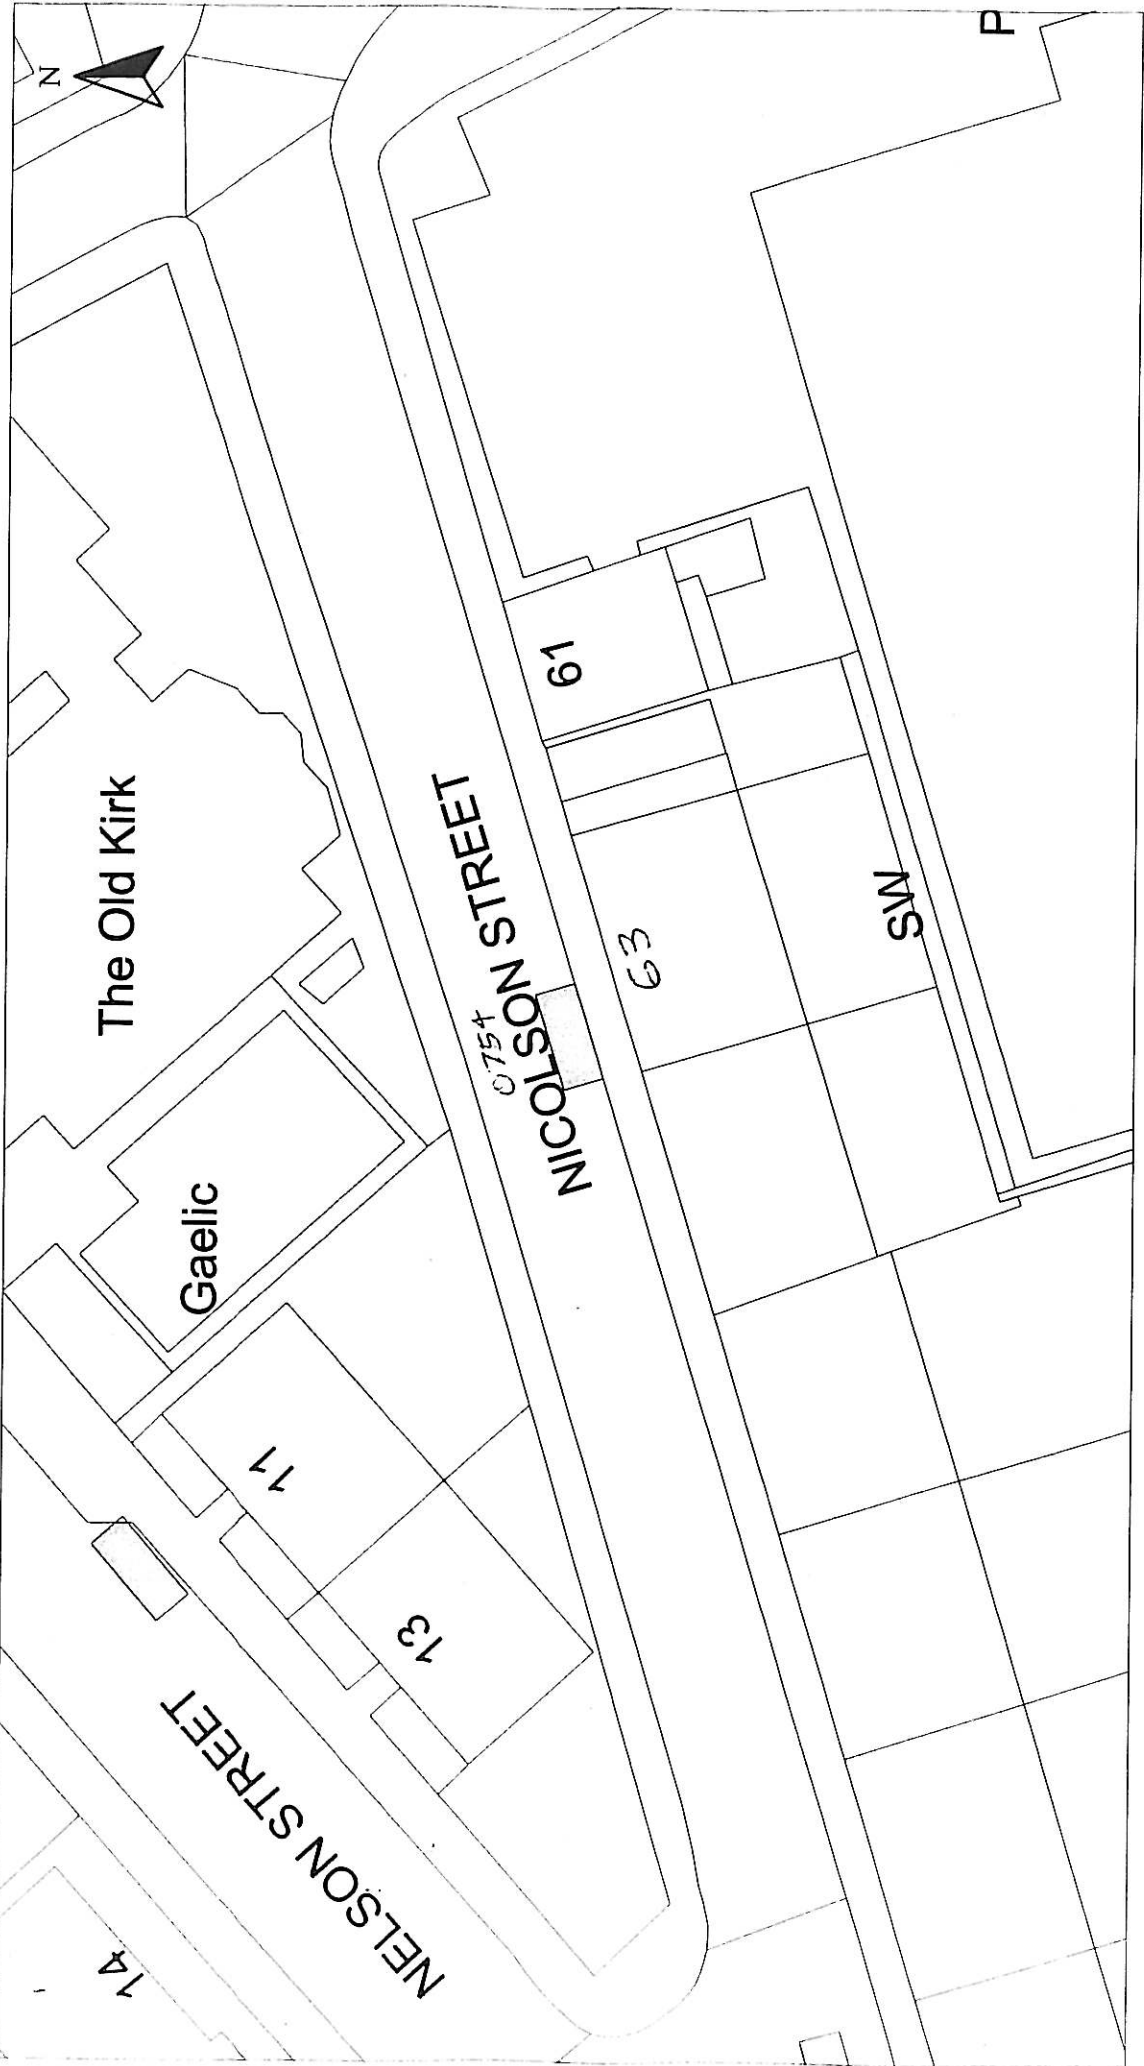 N
P
The Old Kirk
61
NICOLSON STREET
0754
63
SW
Gaelic
11
13
NELSON STREET
14